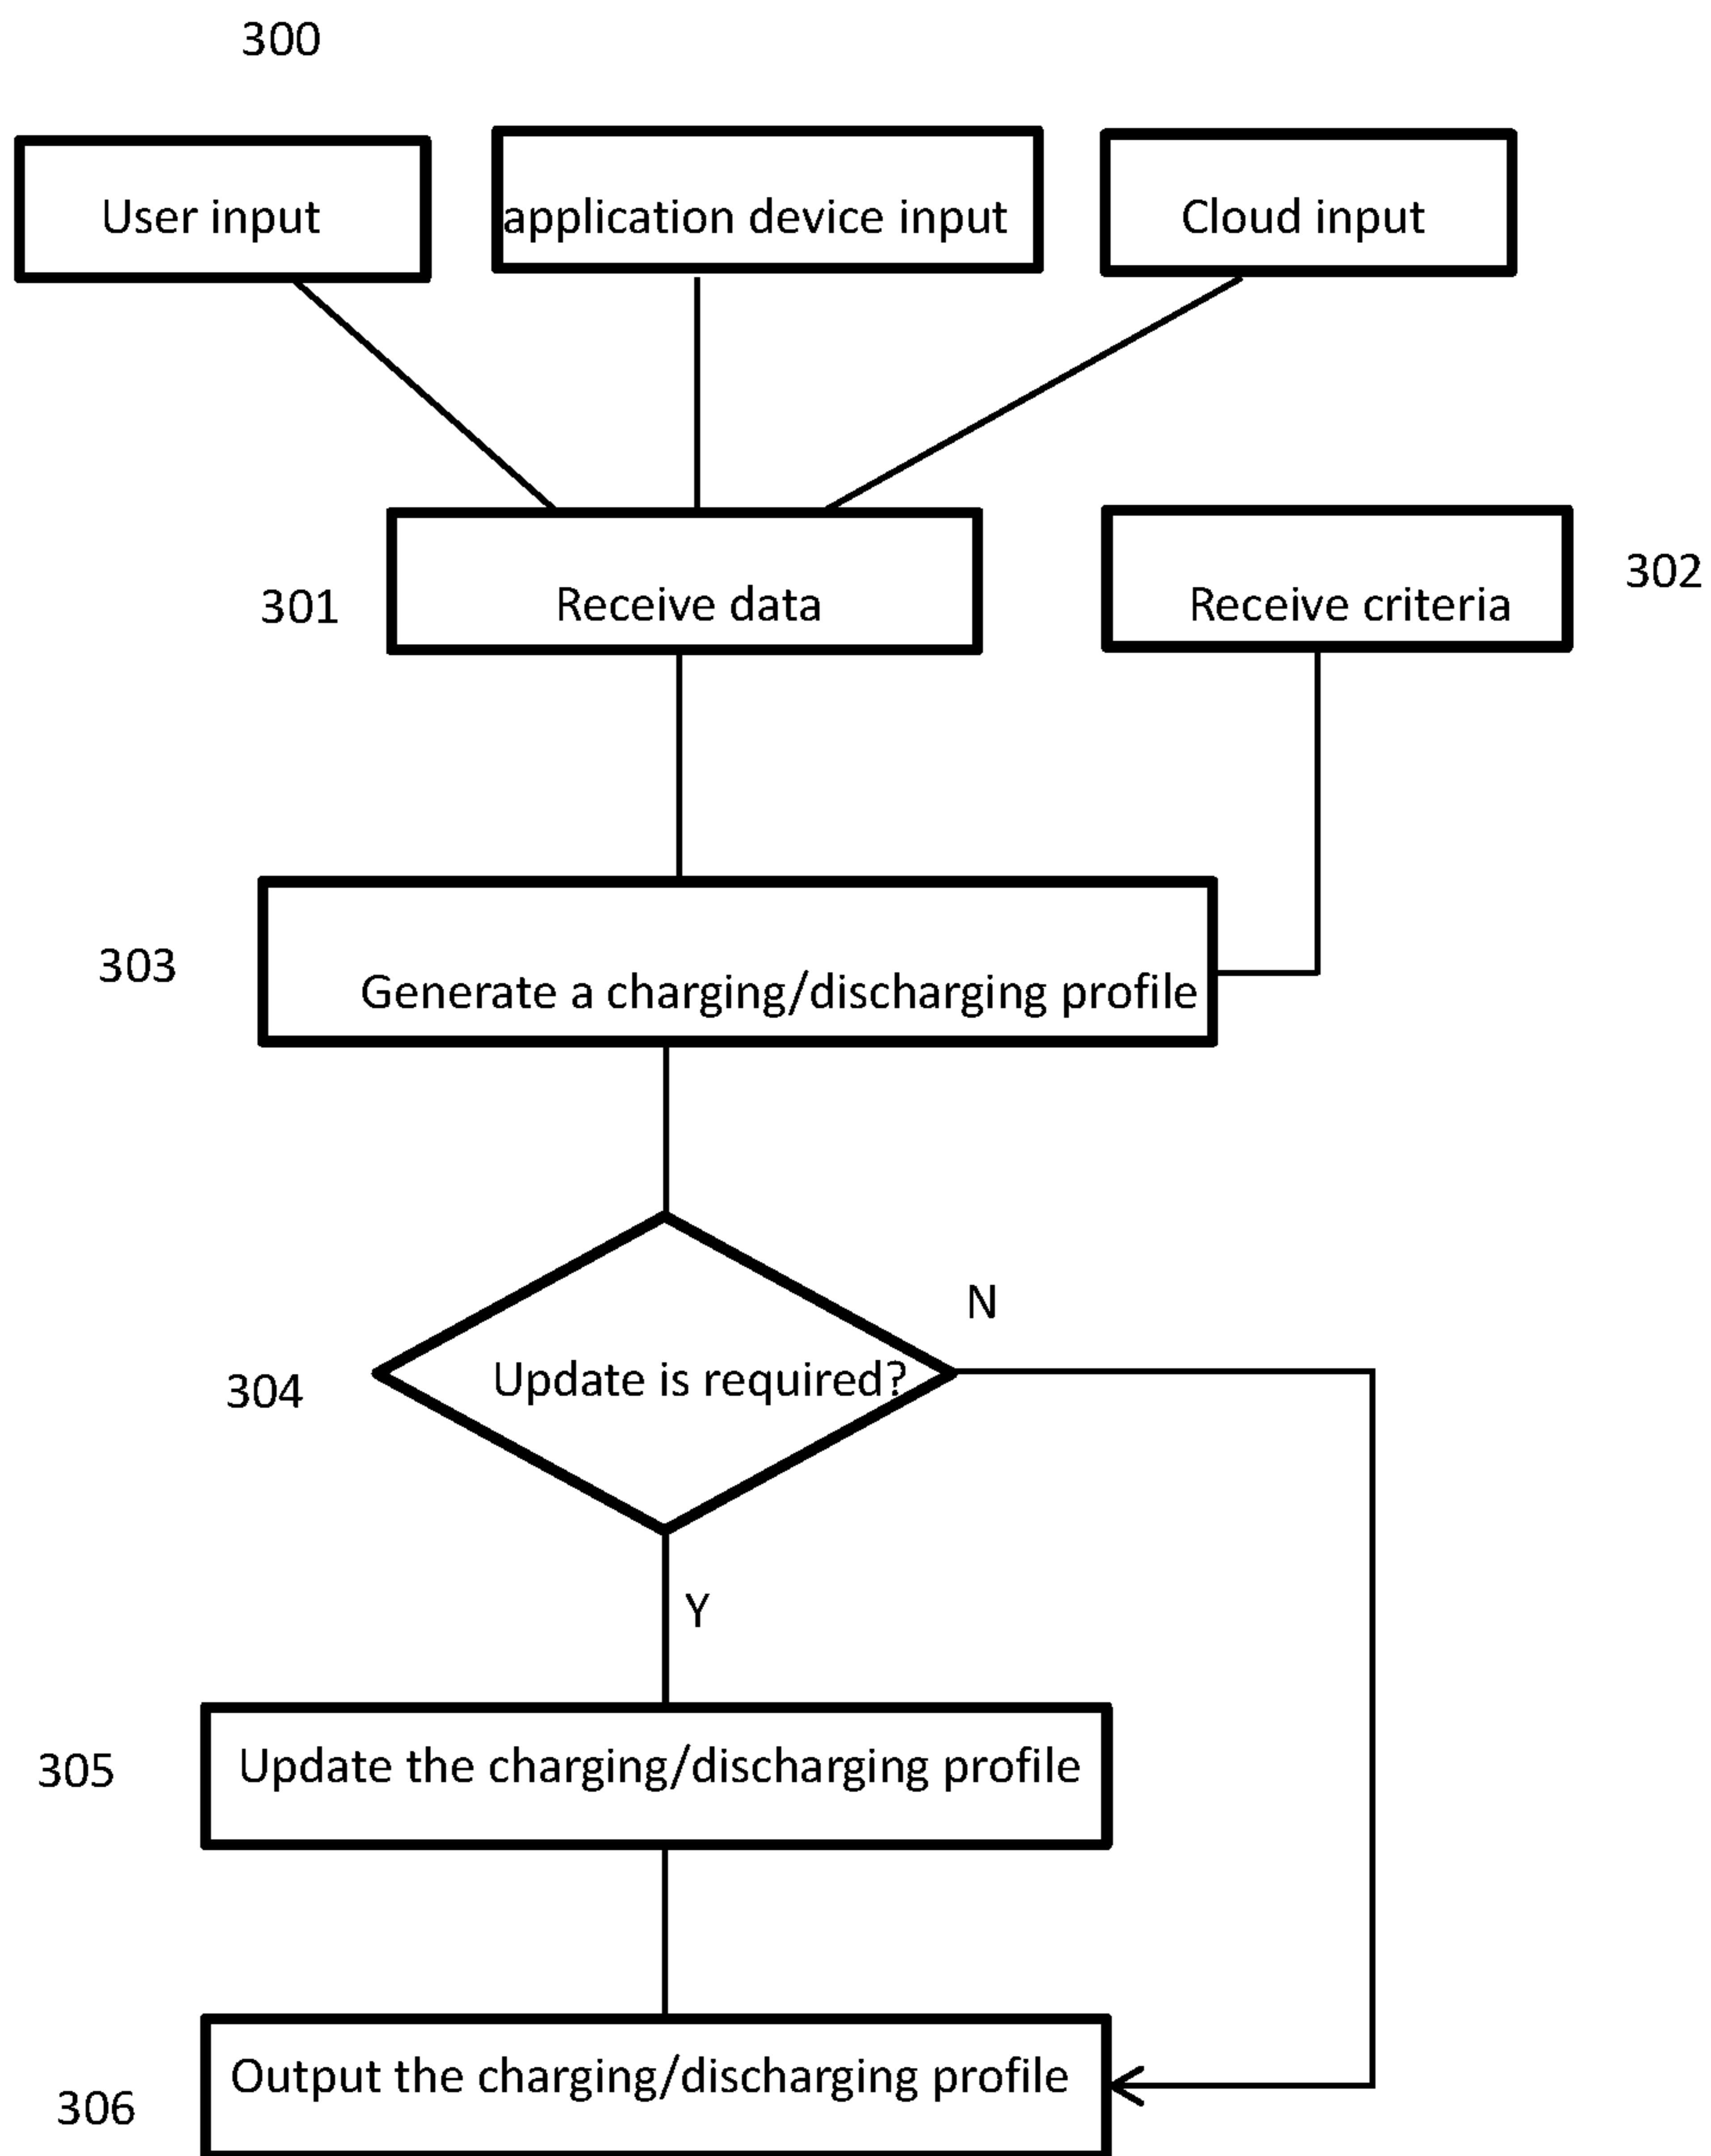 300
User input
application device input
Cloud input
301
Receive data
Receive criteria
302
303
Generate a charging/discharging profile
N
304
Update is required?
Y
305
Update the charging/discharging profile
306
Output the charging/discharging profile